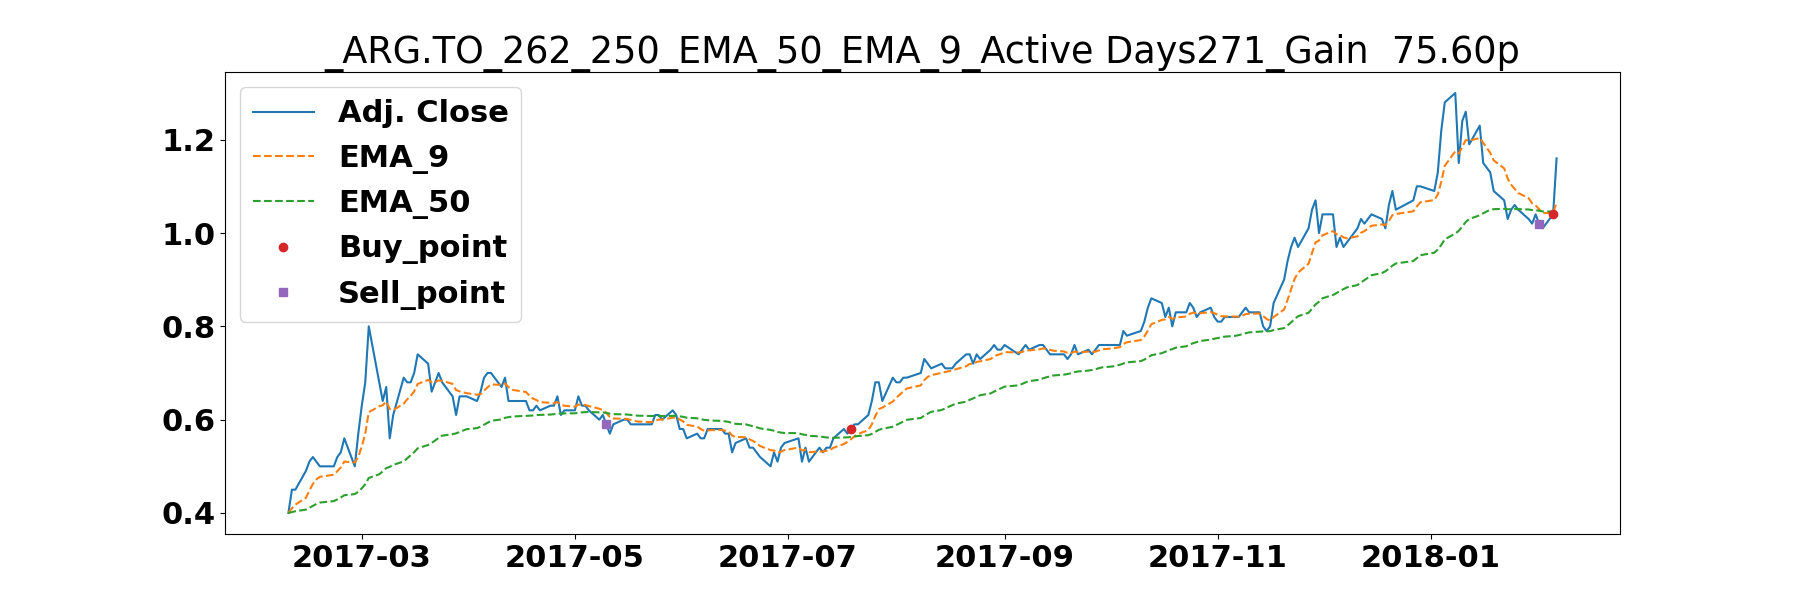 _ARG.TO_262_250_EMA_50_EMA_9_Active Days271_Gain  75.60p
Adj. Close
EMA_9
EMA_50
Buy_point
Sell_point
1.2
1.0
0.8
0.6
0.4
2017-03 2017-05 2017-07 2017-09 2017-11 2018-01